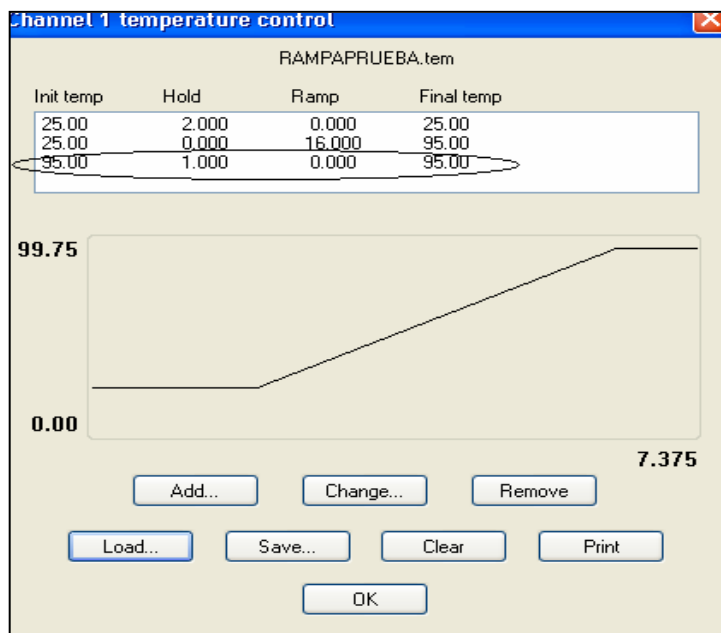 Channel 1 temperature control
RAMPAPRUEBA.tem
Init temp Hold Ramp Final temp
25.00 2.000 0.000 25.00
25.00 0.000 16.000 95.00
95.00 1.000 0.000 95.00
99.75
0.00
7.375
Add... Change... Remove
Load... Save... Clear Print
OK